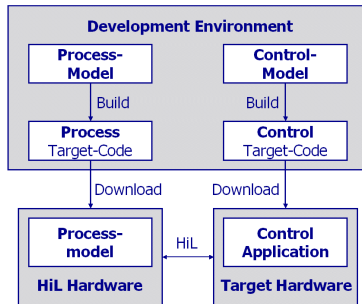 Development Environment
Process-
Model
Control-
Model
Build
Build
Process
Target-Code
Control
Target-Code
Download
Download
Process-
model
HiL
Control
Application
HiL Hardware
Target Hardware